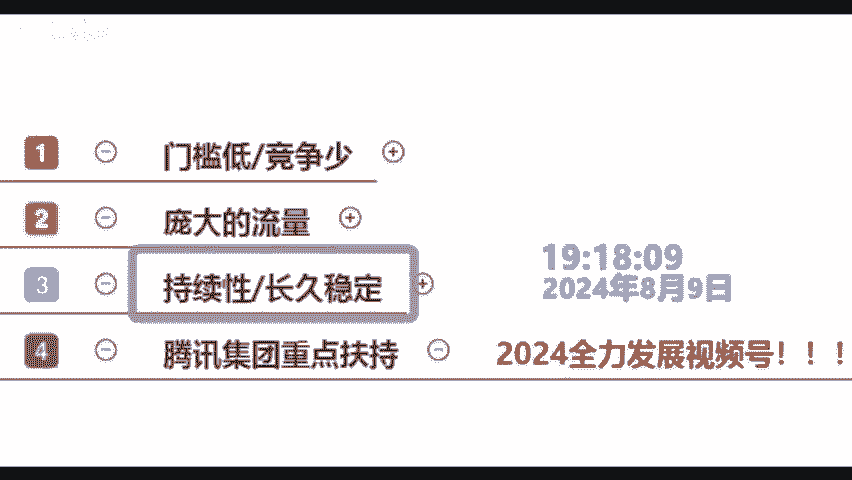 1 门槛低/竞争少
2 庞大的流量
3 持续性/长久稳定
19:18:09
2024年8月9日
4 腾讯集团重点扶持 2024全力发展视频号！！！